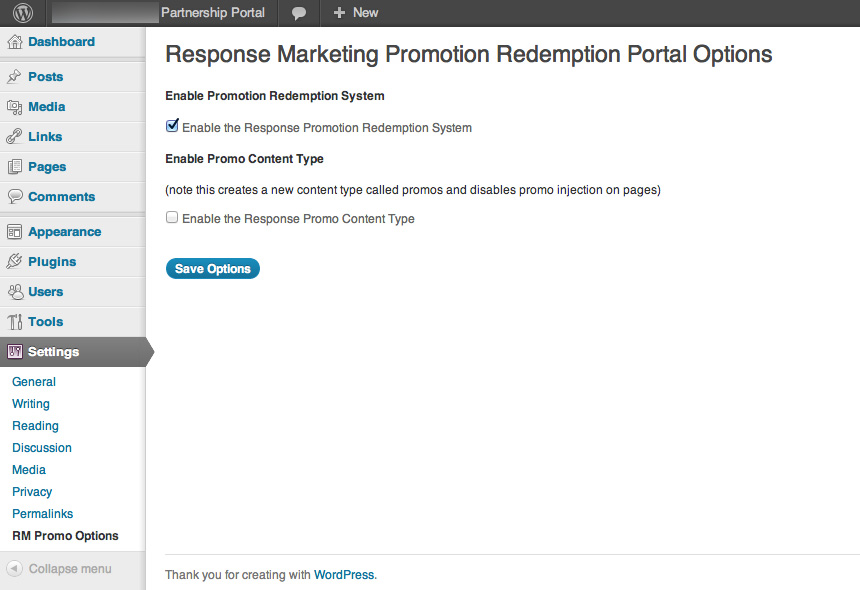 Partnership Portal
New
Dashboard
Posts
Media
Links
Pages
Comments
Appearance
Plugins
Users
Tools
Settings
General
Writing
Reading
Discussion
Media
Privacy
Permalinks
RM Promo Options
Collapse menu
Response Marketing Promotion Redemption Portal Options
Enable Promotion Redemption System
Enable the Response Promotion Redemption System
Enable Promo Content Type
(note this creates a new content type called promos and disables promo injection on pages)
Enable the Response Promo Content Type
Save Options
Thank you for creating with WordPress.